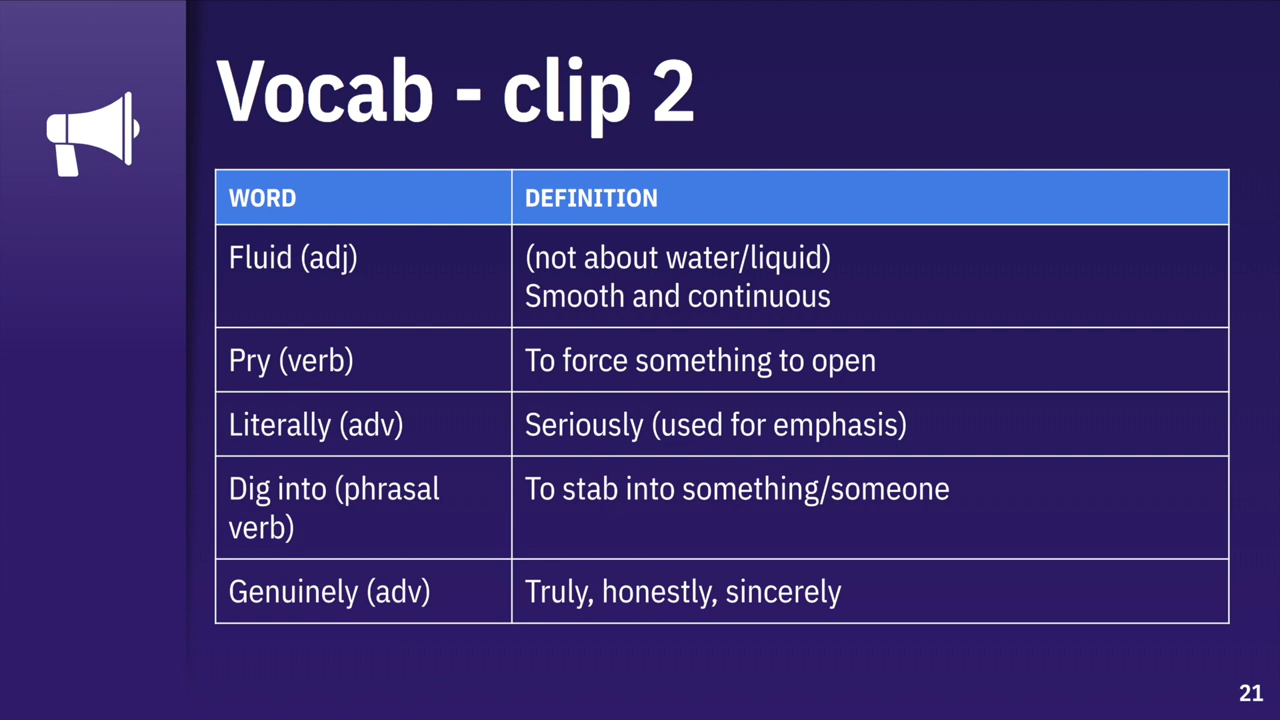 Vocab - clip 2
WORD
DEFINITION
Fluid (adj)
(not about water/liquid)
Smooth and continuous
Pry (verb)
To force something to open
Literally (adv)
Seriously (used for emphasis)
Dig into (phrasal
verb)
To stab into something/someone
Genuinely (adv)
Truly, honestly, sincerely
21